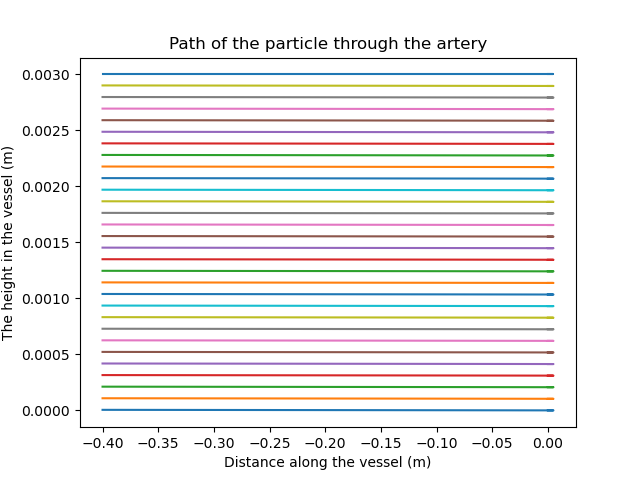 Path of the particle through the artery
0.0030
0.0025
0.0020
0.0015
0.0010
0.0005
0.0000
The height in the vessel (m)
−0.40 −0.35 −0.30 −0.25 −0.20 −0.15 −0.10 −0.05 0.00
Distance along the vessel (m)